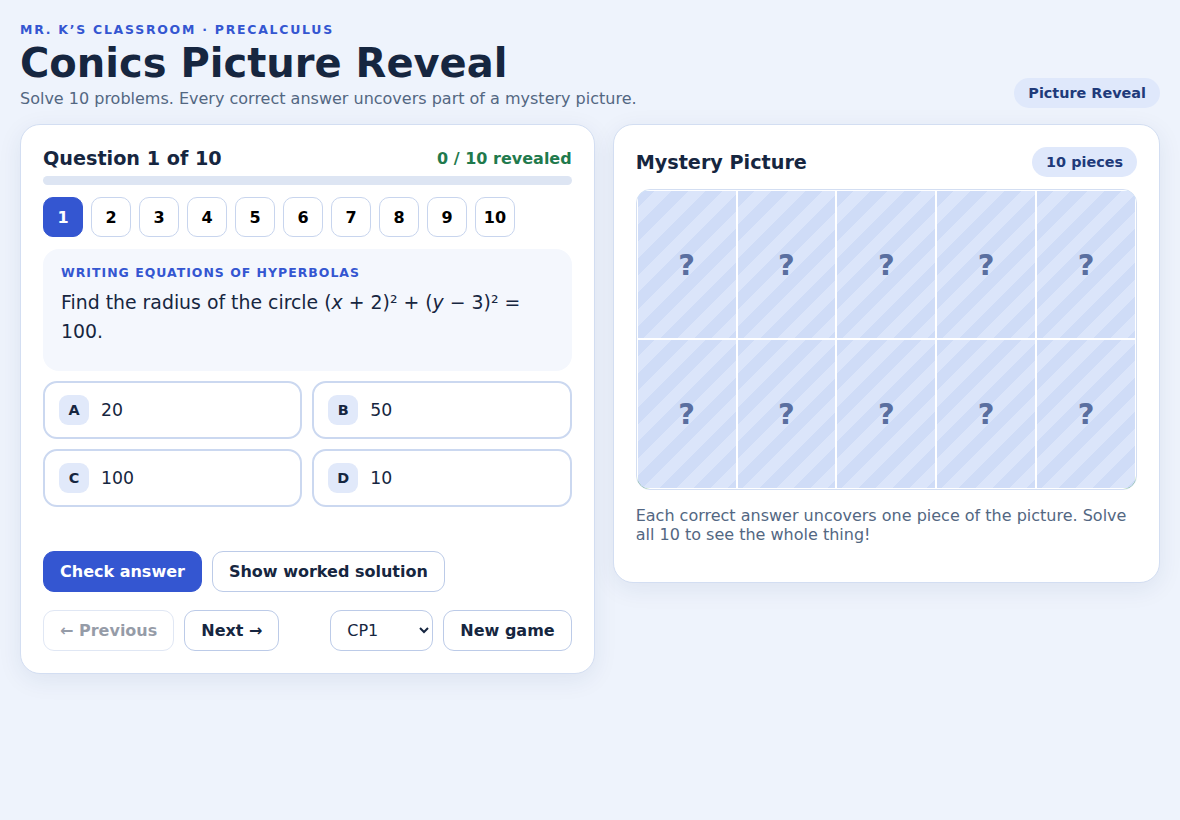 MR. K’S CLASSROOM · PRECALCULUS
Conics Picture Reveal
Solve 10 problems. Every correct answer uncovers part of a mystery picture.
Picture Reveal
Question 1 of 10
0 / 10 revealed
1 2 3 4 5 6 7 8 9 10
WRITING EQUATIONS OF HYPERBOLAS
Find the radius of the circle (x + 2)² + (y − 3)² =
100.
A 20
B 50
C 100
D 10
Check answer
Show worked solution
← Previous
Next →
CP1
New game
Mystery Picture
10 pieces
? ? ? ? ?
? ? ? ? ?
Each correct answer uncovers one piece of the picture. Solve
all 10 to see the whole thing!